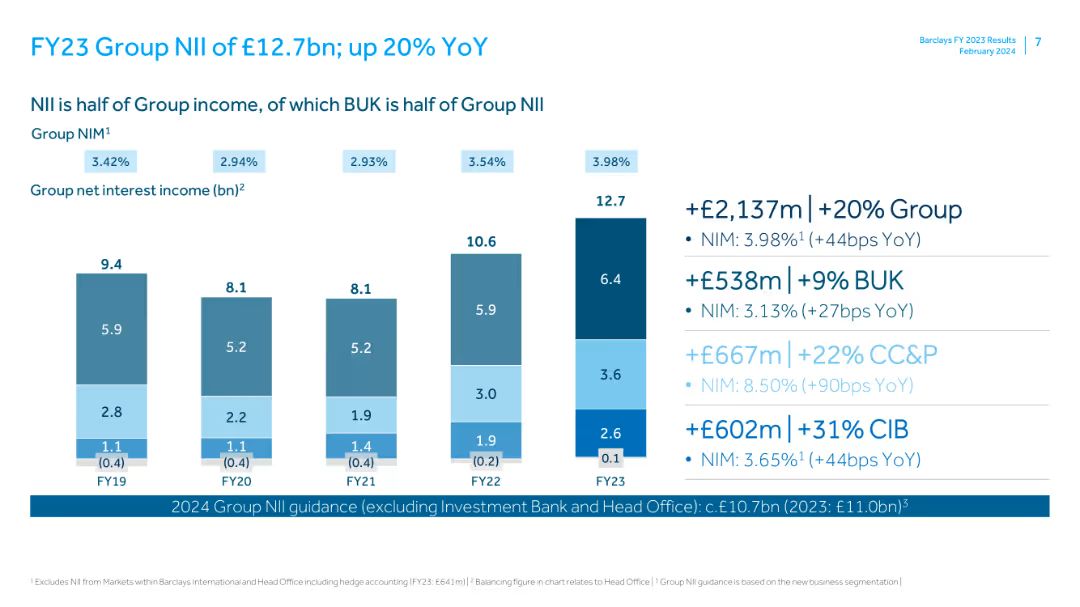 FY23 Group NII of £12.7bn; up 20% YoY
Barclays FY 2023 Results
February 2024
7
NII is half of Group income, of which BUK is half of Group NII
Group NIM¹
3.42% 2.94% 2.93% 3.54% 3.98%
Group net interest income (bn)²
9.4 8.1 8.1 10.6 12.7
5.9 5.2 5.2 5.9 6.4
2.8 2.2 1.9 3.0 3.6
1.1 1.1 1.4 1.9 2.6
(0.4) (0.4) (0.4) (0.2) 0.1
FY19 FY20 FY21 FY22 FY23
+£2,137m | +20% Group
• NIM: 3.98%¹ (+44bps YoY)
+£538m | +9% BUK
• NIM: 3.13% (+27bps YoY)
+£667m | +22% CC&P
• NIM: 8.50% (+90bps YoY)
+£602m | +31% CIB
• NIM: 3.65%¹ (+44bps YoY)
2024 Group NII guidance (excluding Investment Bank and Head Office): c.£10.7bn (2023: £11.0bn)³
¹ Excludes NII from Markets within Barclays International and Head Office including hedge accounting (FY23: £641m) | ² Balancing figure in chart relates to Head Office | ³ Group NII guidance is based on the new business segmentation |